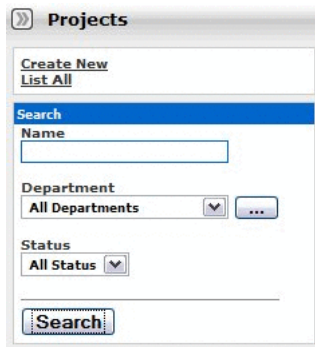 Projects
Create New
List All
Search
Name
Department
All Departments
...
Status
All Status
Search